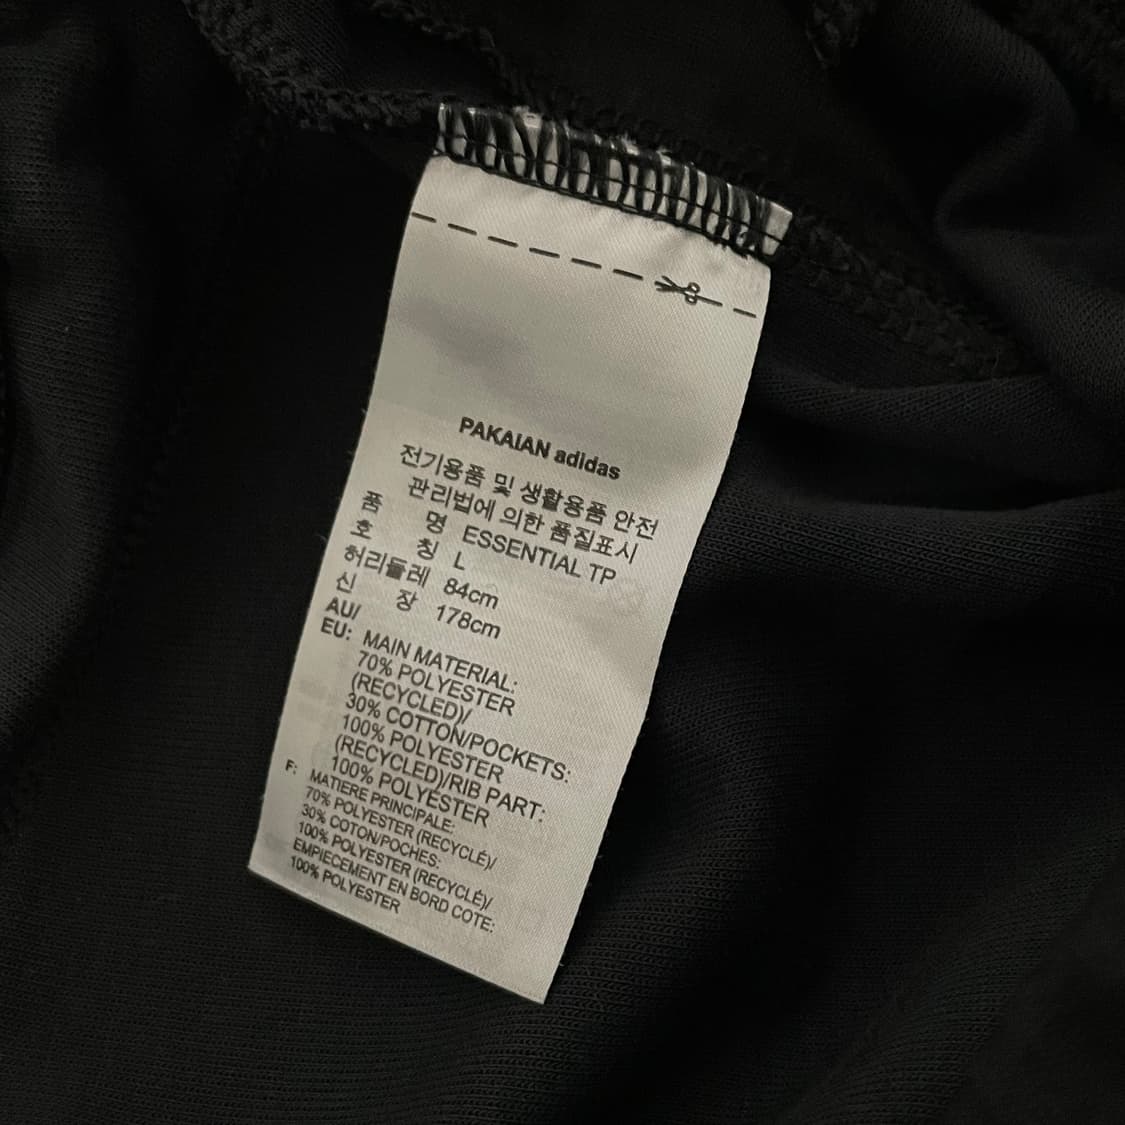 PAKAIAN adidas
전기용품 및 생활용품 안전
관리법에 의한 품질표시
품 명 ESSENTIAL TP
호 칭 L
허리둘레 84cm
신 장 178cm
AU/
EU: MAIN MATERIAL:
70% POLYESTER
(RECYCLED)/
30% COTTON/POCKETS:
100% POLYESTER
(RECYCLED)/RIB PART:
100% POLYESTER
F: MATIERE PRINCIPALE:
70% POLYESTER (RECYCLÉ)/
30% COTON/POCHES:
100% POLYESTER (RECYCLÉ)/
EMPIECEMENT EN BORD COTE:
100% POLYESTER